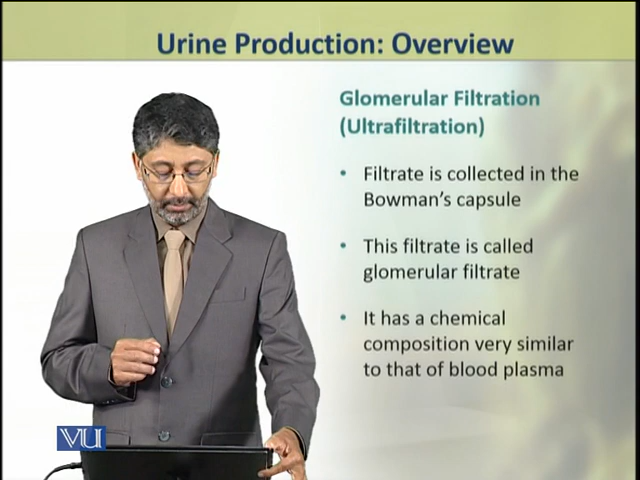 Urine Production: Overview
Glomerular Filtration
(Ultrafiltration)
• Filtrate is collected in the
Bowman's capsule
• This filtrate is called
glomerular filtrate
• It has a chemical
composition very similar
to that of blood plasma
VU